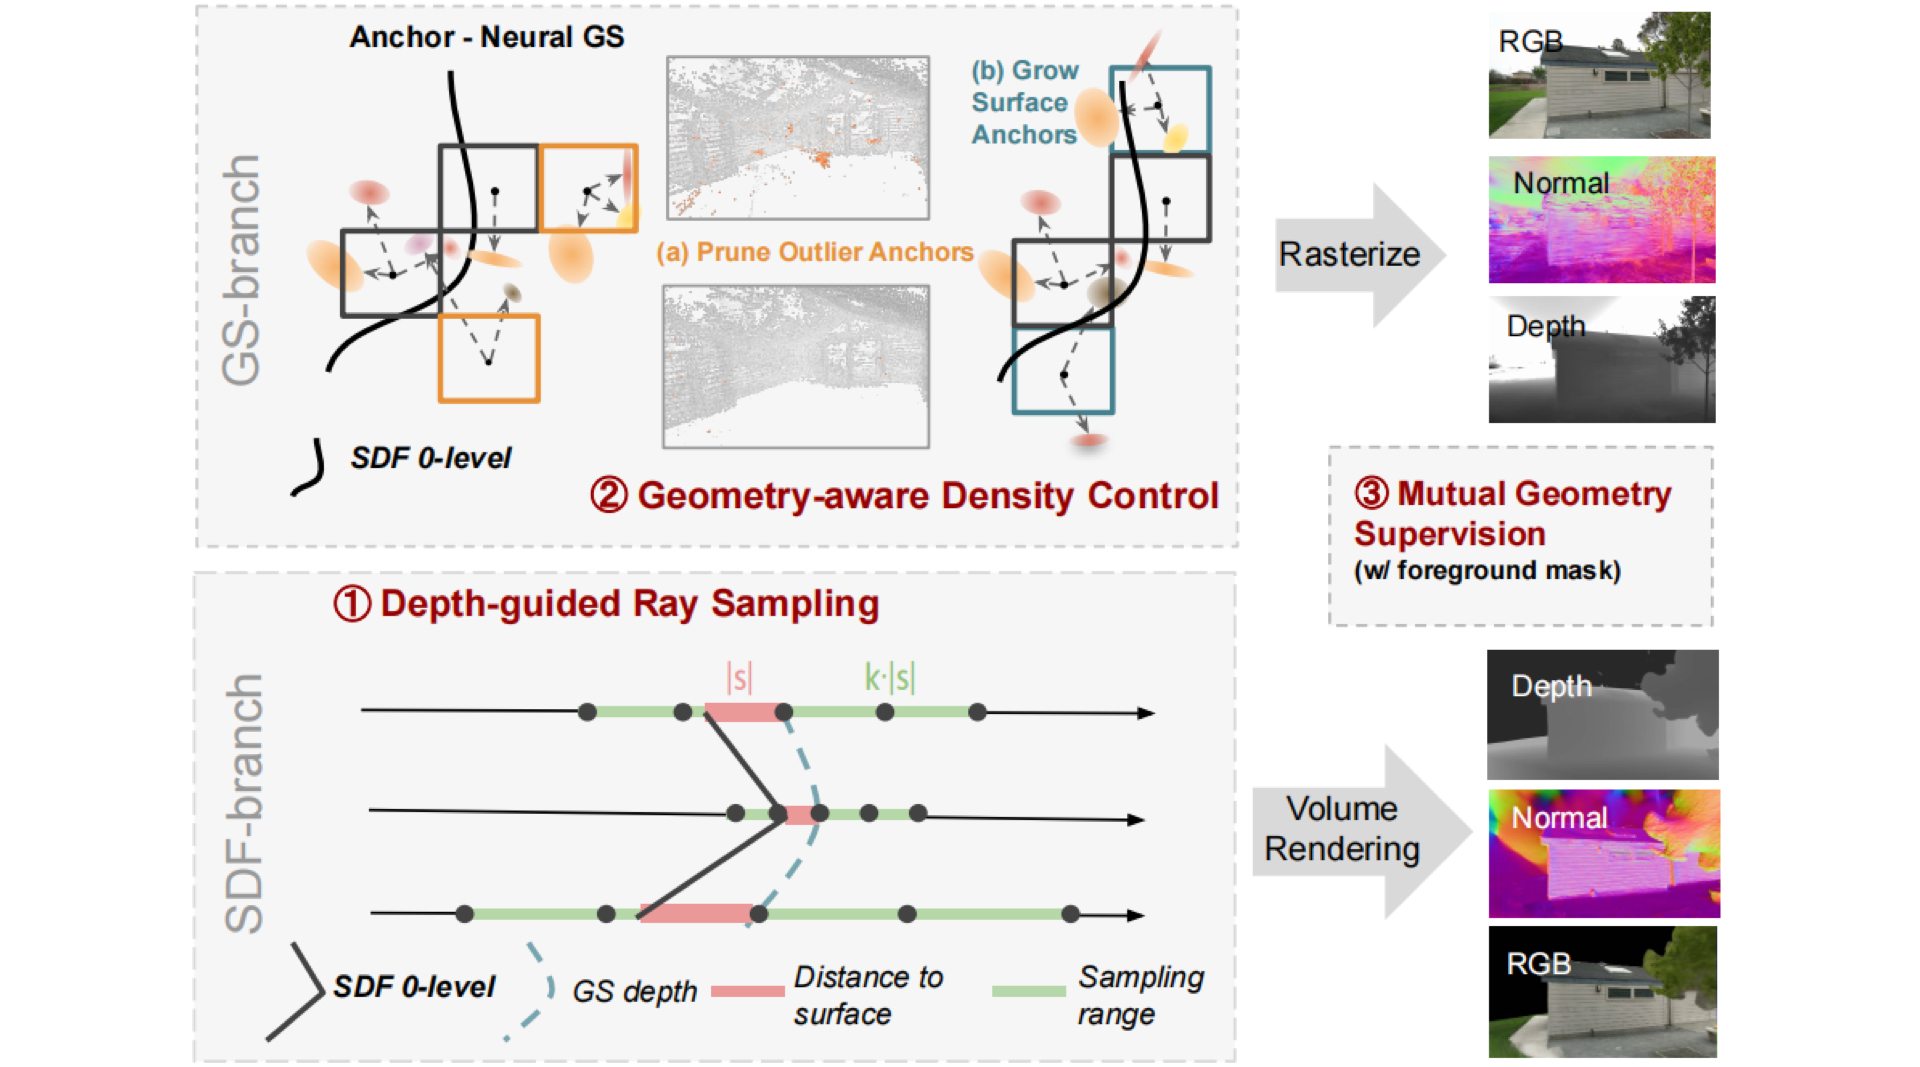 Anchor - Neural GS
GS-branch
(a) Prune Outlier Anchors
(b) Grow
Surface
Anchors
SDF 0-level
② Geometry-aware Density Control
Rasterize
RGB
Normal
Depth
③ Mutual Geometry
Supervision
(w/ foreground mask)
① Depth-guided Ray Sampling
SDF-branch
|s|
k·|s|
SDF 0-level
GS depth
Distance to
surface
Sampling
range
Volume
Rendering
Depth
Normal
RGB